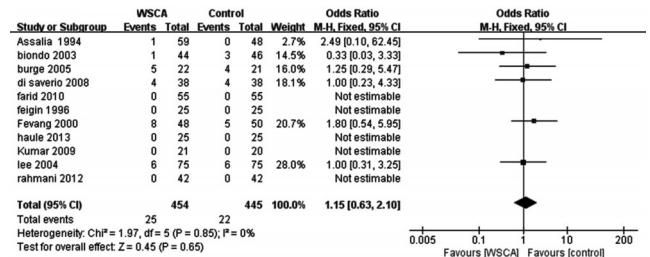 WSCA Control Odds Ratio Odds Ratio
Study or Subgroup Events Total Events Total Weight M-H, Fixed, 95% CI M-H, Fixed, 95% CI
Assalia 1994 1 59 0 48 2.7% 2.49 [0.10, 62.45]
biondo 2003 1 44 3 46 14.5% 0.33 [0.03, 3.33]
burge 2005 5 22 4 21 16.0% 1.25 [0.29, 5.47]
di saverio 2008 4 38 4 38 18.1% 1.00 [0.23, 4.33]
farid 2010 0 55 0 55 Not estimable
feigin 1996 0 25 0 25 Not estimable
Fevang 2000 8 48 5 50 20.7% 1.80 [0.54, 5.95]
haule 2013 0 25 0 25 Not estimable
Kumar 2009 0 21 0 20 Not estimable
lee 2004 6 75 6 75 28.0% 1.00 [0.31, 3.25]
rahmani 2012 0 42 0 42 Not estimable
Total (95% CI) 454 445 100.0% 1.15 [0.63, 2.10]
Total events 25 22
Heterogeneity: Chi² = 1.97, df = 5 (P = 0.85); I² = 0%
Test for overall effect: Z = 0.45 (P = 0.65)
0.005 0.1 1 10 200
Favours [WSCA] Favours [control]